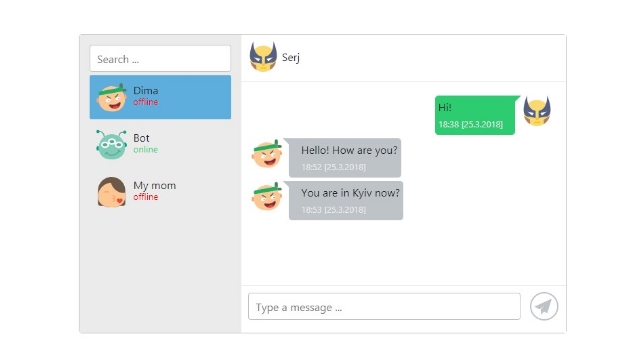 Search ...
Dima
offline
Bot
online
My mom
offline
Serj
Hi!
18:38 [25.3.2018]
Hello! How are you?
18:52 [25.3.2018]
You are in Kyiv now?
18:53 [25.3.2018]
Type a message ...